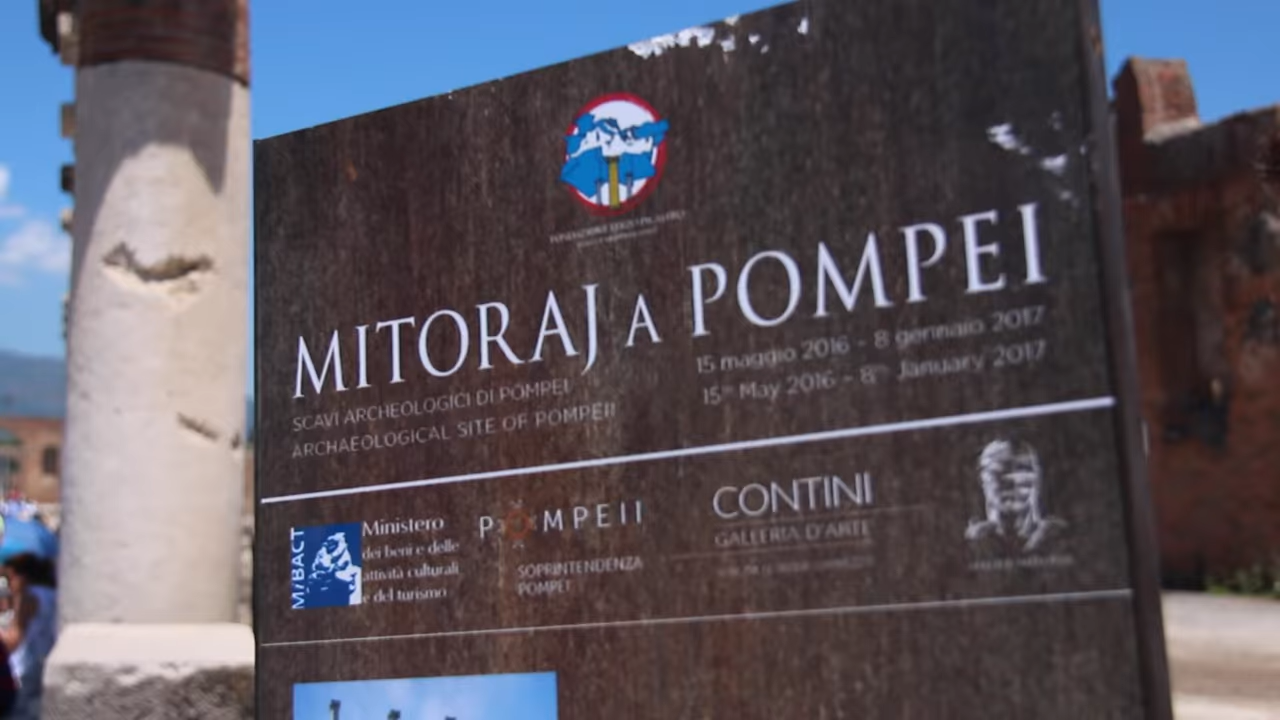 MITORAJ A POMPEI
SCAVI ARCHEOLOGICI DI POMPEI
ARCHAEOLOGICAL SITE OF POMPEII
15 maggio 2016 - 8 gennaio 2017
15th May 2016 - 8th January 2017
MiBACT
Ministero
dei beni e delle
attività culturali
e del turismo
POMPEII
SOPRINTENDENZA
POMPEI
CONTINI
GALLERIA D'ARTE